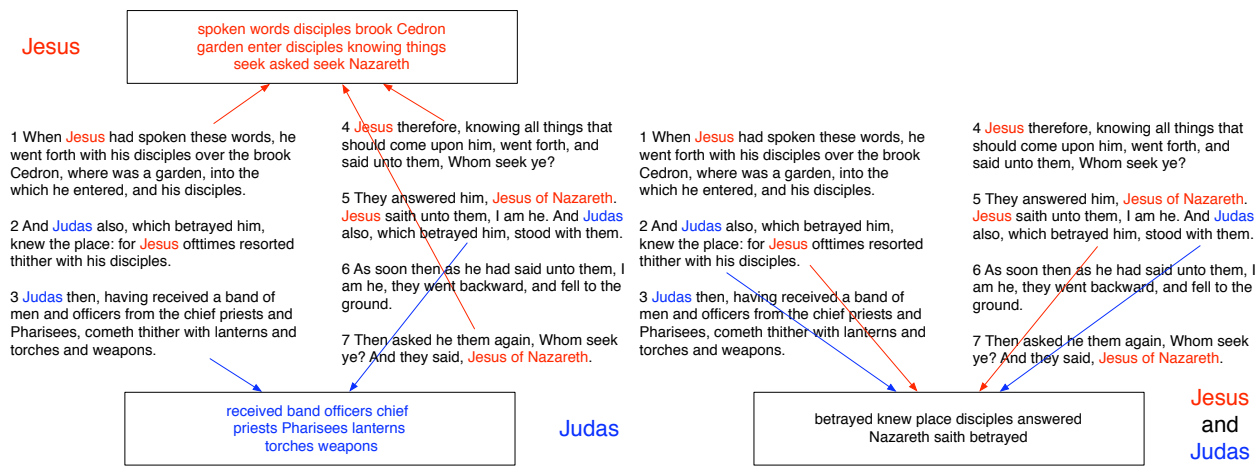 Jesus
spoken words disciples brook Cedron
garden enter disciples knowing things
seek asked seek Nazareth
1 When Jesus had spoken these words, he
went forth with his disciples over the brook
Cedron, where was a garden, into the
which he entered, and his disciples.
2 And Judas also, which betrayed him,
knew the place: for Jesus ofttimes resorted
thither with his disciples.
3 Judas then, having received a band of
men and officers from the chief priests and
Pharisees, cometh thither with lanterns and
torches and weapons.
4 Jesus therefore, knowing all things that
should come upon him, went forth, and
said unto them, Whom seek ye?
5 They answered him, Jesus of Nazareth.
Jesus saith unto them, I am he. And Judas
also, which betrayed him, stood with them.
6 As soon then as he had said unto them, I
am he, they went backward, and fell to the
ground.
7 Then asked he them again, Whom seek
ye? And they said, Jesus of Nazareth.
received band officers chief
priests Pharisees lanterns
torches weapons
Judas
1 When Jesus had spoken these words, he
went forth with his disciples over the brook
Cedron, where was a garden, into the
which he entered, and his disciples.
2 And Judas also, which betrayed him,
knew the place: for Jesus ofttimes resorted
thither with his disciples.
3 Judas then, having received a band of
men and officers from the chief priests and
Pharisees, cometh thither with lanterns and
torches and weapons.
4 Jesus therefore, knowing all things that
should come upon him, went forth, and
said unto them, Whom seek ye?
5 They answered him, Jesus of Nazareth.
Jesus saith unto them, I am he. And Judas
also, which betrayed him, stood with them.
6 As soon then as he had said unto them, I
am he, they went backward, and fell to the
ground.
7 Then asked he them again, Whom seek
ye? And they said, Jesus of Nazareth.
betrayed knew place disciples answered
Nazareth saith betrayed
Jesus
and
Judas